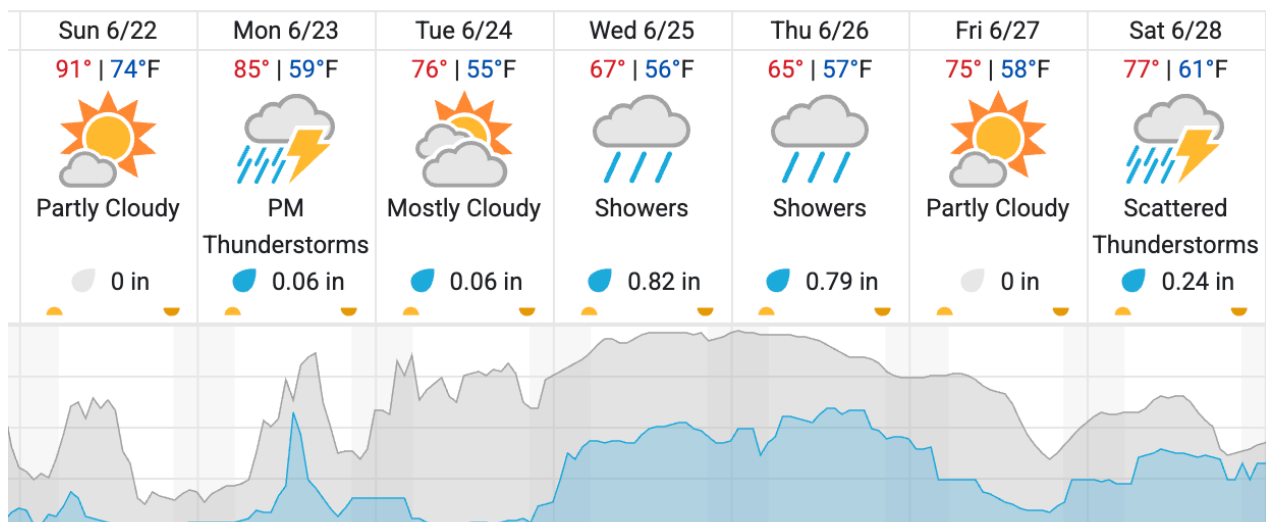 Sun 6/22
91° | 74°F
Partly Cloudy
0 in
Mon 6/23
85° | 59°F
PM
Thunderstorms
0.06 in
Tue 6/24
76° | 55°F
Mostly Cloudy
0.06 in
Wed 6/25
67° | 56°F
Showers
0.82 in
Thu 6/26
65° | 57°F
Showers
0.79 in
Fri 6/27
75° | 58°F
Partly Cloudy
0 in
Sat 6/28
77° | 61°F
Scattered
Thunderstorms
0.24 in